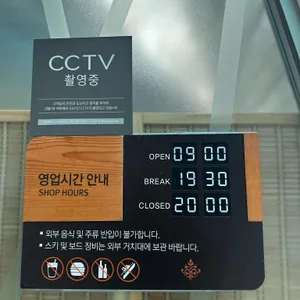 CCTV
촬영중
영업시간 안내
SHOP HOURS
OPEN 09 00
BREAK 19 30
CLOSED 20 00
• 외부 음식 및 주류 반입이 불가합니다.
• 스키 및 보드 장비는 외부 거치대에 보관 바랍니다.